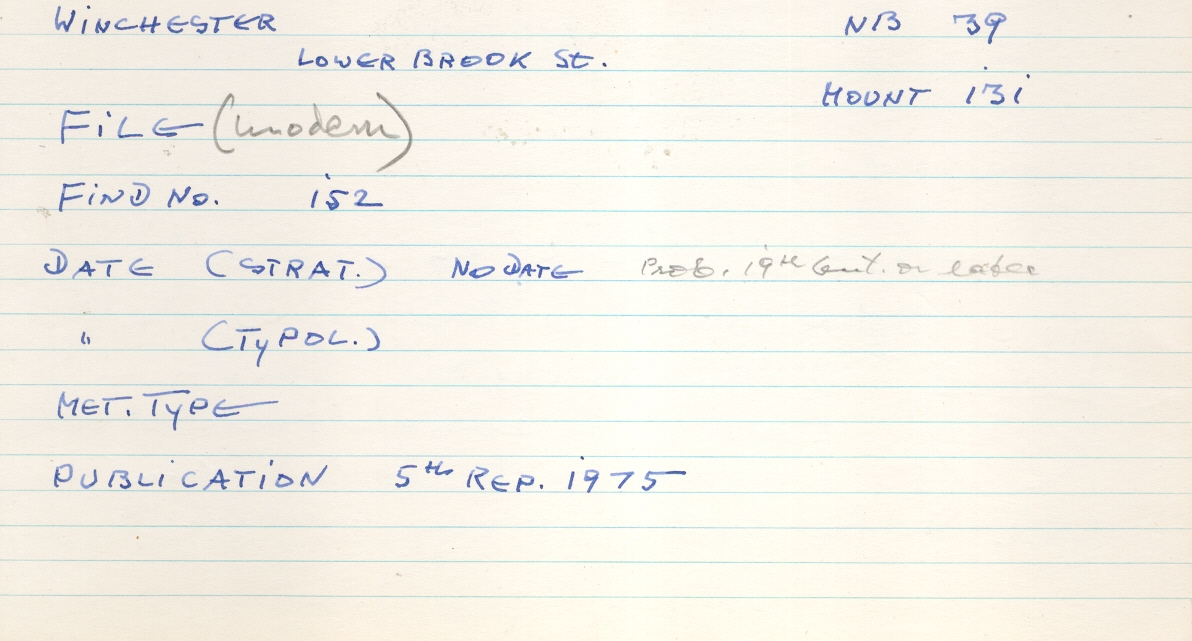 WINCHESTER NB 39
LOWER BROOK St.
MOUNT 131
FILE (modern)
FIND No. 152
DATE (STRAT.) NO DATE Prob. 19th Cent. or later
" (TYPOL.)
MET. TYPE
PUBLICATION 5th REP. 1975